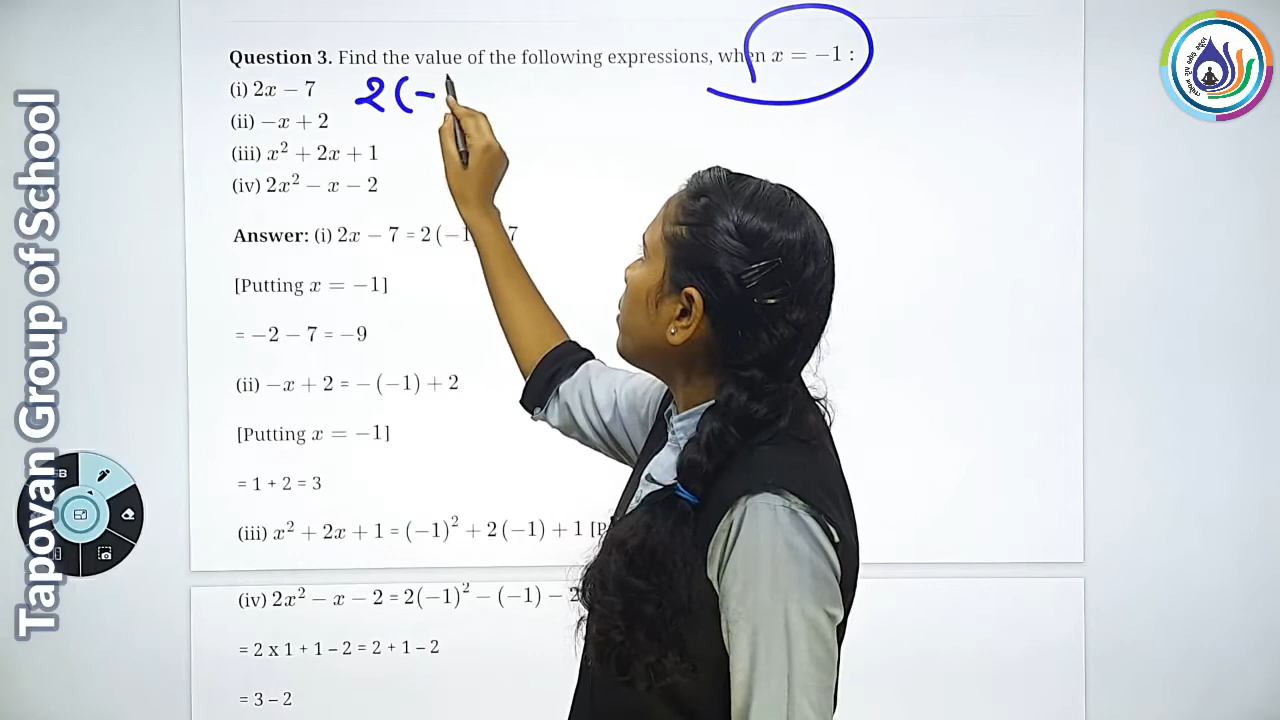 Question 3. Find the value of the following expressions, when x = −1 :
(i) 2x − 7 2 (-
(ii) −x + 2
(iii) x² + 2x + 1
(iv) 2x² − x − 2
Answer: (i) 2x − 7 = 2 (−1 7
[Putting x = −1]
= −2 − 7 = −9
(ii) −x + 2 = − (−1) + 2
[Putting x = −1]
= 1 + 2 = 3
(iii) x² + 2x + 1 = (−1)² + 2 (−1) + 1 [P
(iv) 2x² − x − 2 = 2(−1)² − (−1) − 2
= 2 x 1 + 1 – 2 = 2 + 1 – 2
= 3 – 2
Tapovan Group of School